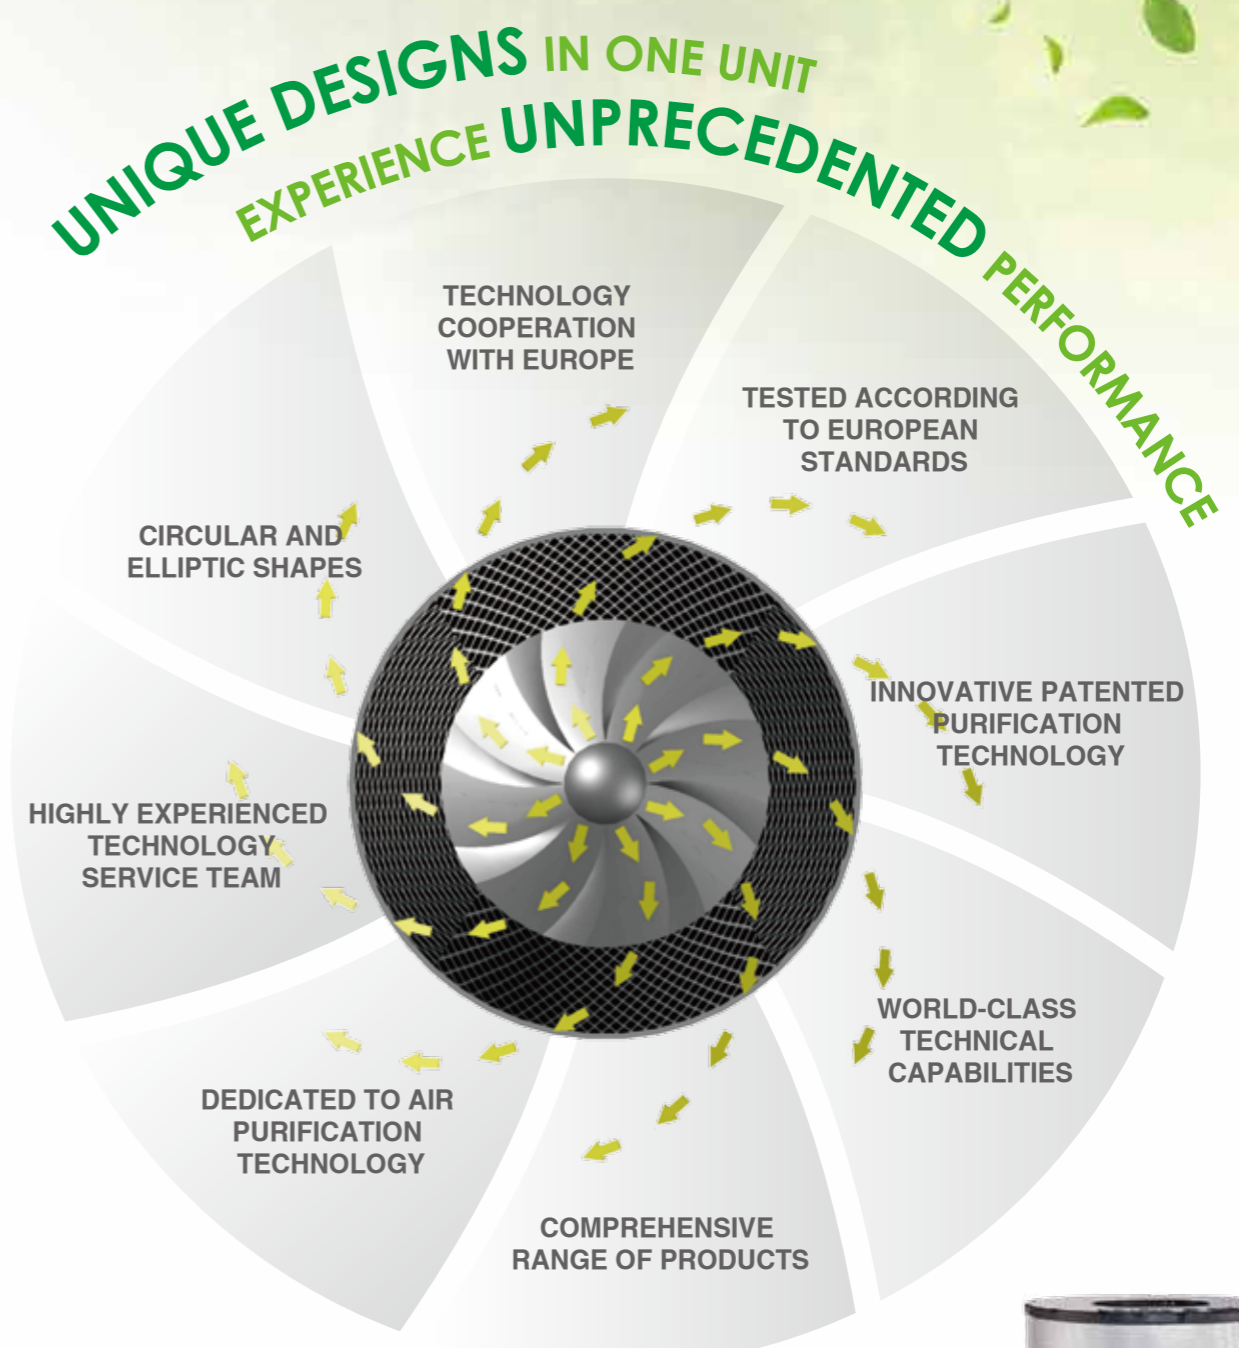 UNIQUE DESIGNS IN ONE UNIT
EXPERIENCE UNPRECEDENTED PERFORMANCE
TECHNOLOGY
COOPERATION
WITH EUROPE
TESTED ACCORDING
TO EUROPEAN
STANDARDS
INNOVATIVE PATENTED
PURIFICATION
TECHNOLOGY
WORLD-CLASS
TECHNICAL
CAPABILITIES
COMPREHENSIVE
RANGE OF PRODUCTS
DEDICATED TO AIR
PURIFICATION
TECHNOLOGY
HIGHLY EXPERIENCED
TECHNOLOGY
SERVICE TEAM
CIRCULAR AND
ELLIPTIC SHAPES